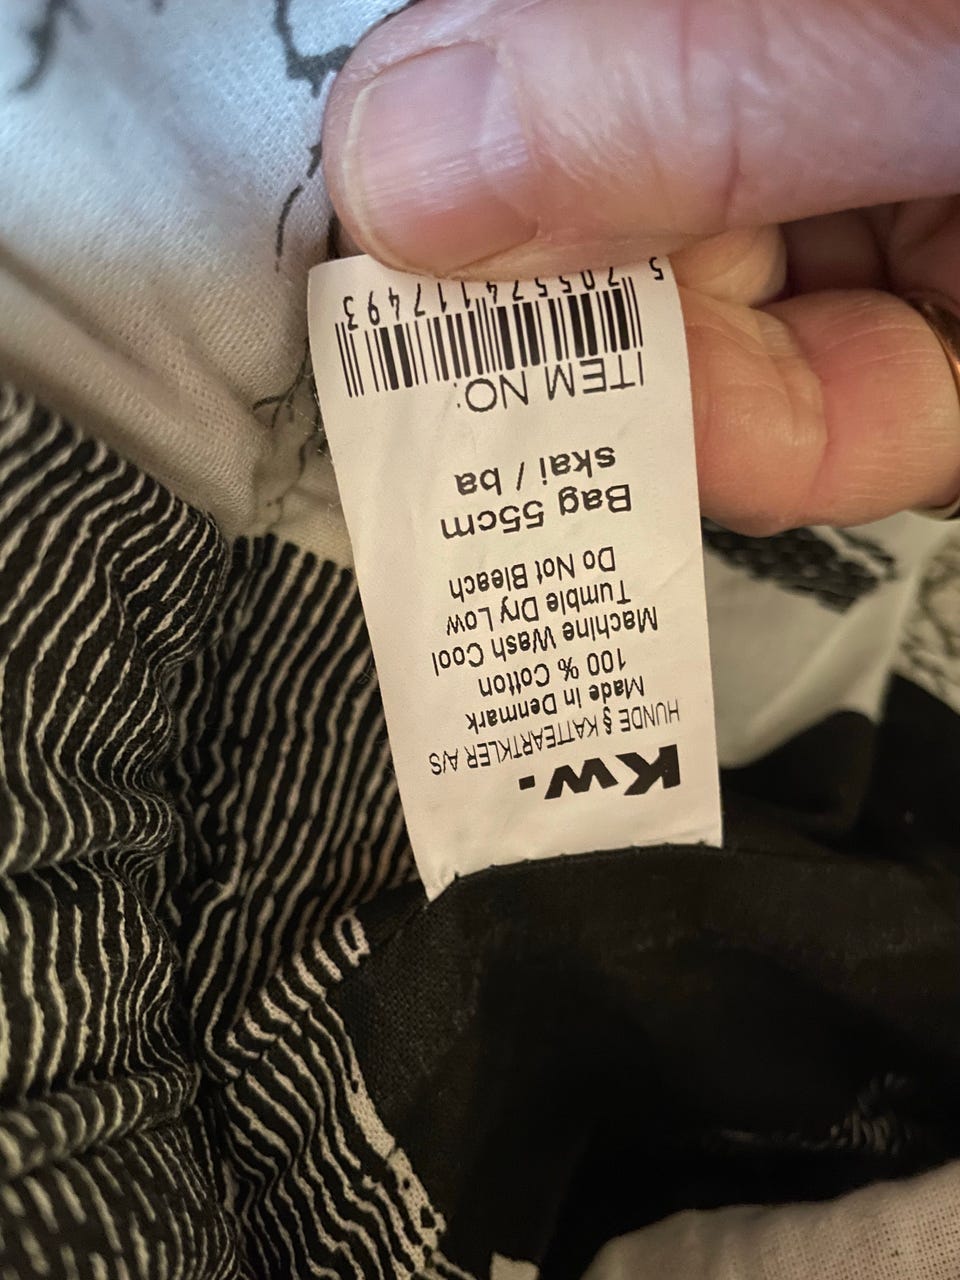 Kw.
HUNDE § KATTEARTIKLER A/S
Made in Denmark
100 % Cotton
Machine Wash Cool
Tumble Dry Low
Do Not Bleach
Bag 55cm
skai / ba
ITEM NO:
5 705574 117493